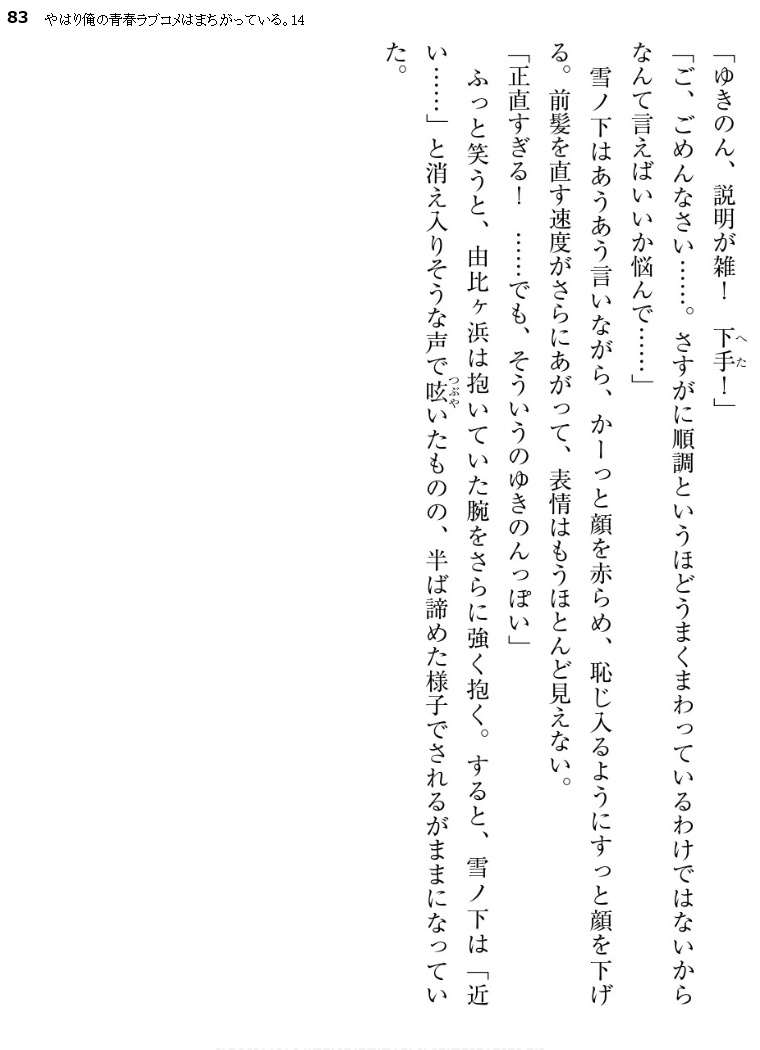 83 やはり俺の青春ラブコメはまちがっている。14
「ゆきのん、説明が雑！　下手！」
「ご、ごめんなさい……。さすがに順調というほどうまくまわっているわけではないから
なんて言えばいいか悩んで……」
　雪ノ下はあうあう言いながら、かーっと顔を赤らめ、恥じ入るようにすっと顔を下げ
る。前髪を直す速度がさらにあがって、表情はもうほとんど見えない。
「正直すぎる！　……でも、そういうのゆきのんっぽい」
　ふっと笑うと、由比ヶ浜は抱いていた腕をさらに強く抱く。すると、雪ノ下は「近
い……」と消え入りそうな声で呟いたものの、半ば諦めた様子でされるがままになってい
た。